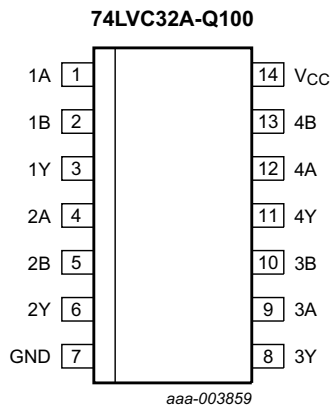 74LVC32A-Q100
1A 1 14 VCC
1B 2 13 4B
1Y 3 12 4A
2A 4 11 4Y
2B 5 10 3B
2Y 6 9 3A
GND 7 8 3Y
aaa-003859